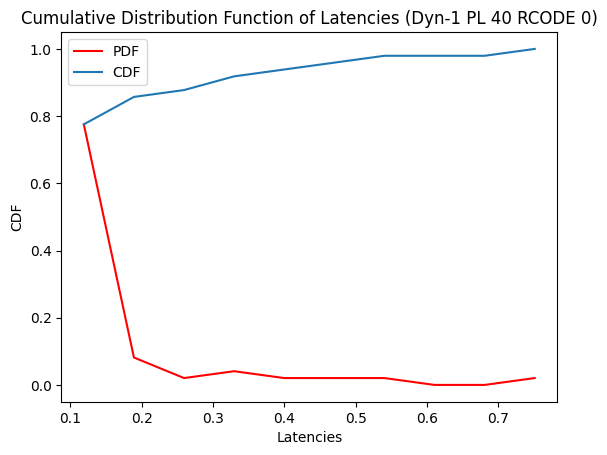 Cumulative Distribution Function of Latencies (Dyn-1 PL 40 RCODE 0)
PDF
CDF
1.0
0.8
0.6
0.4
0.2
0.0
CDF
0.1 0.2 0.3 0.4 0.5 0.6 0.7
Latencies